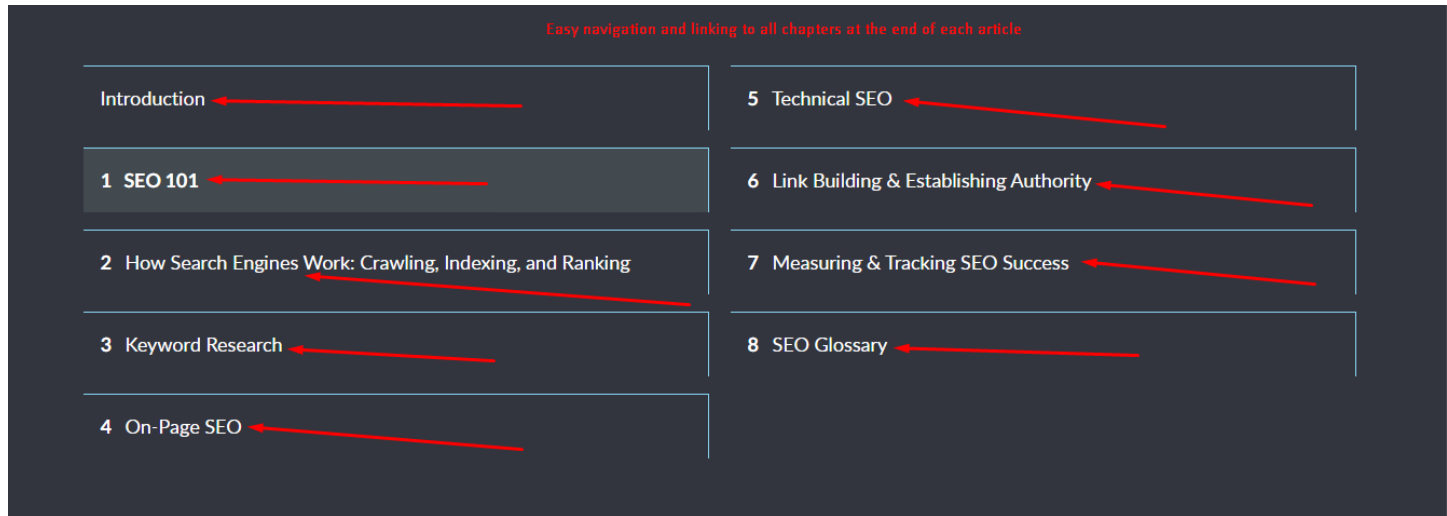 Easy navigation and linking to all chapters at the end of each article
Introduction
1 SEO 101
2 How Search Engines Work: Crawling, Indexing, and Ranking
3 Keyword Research
4 On-Page SEO
5 Technical SEO
6 Link Building & Establishing Authority
7 Measuring & Tracking SEO Success
8 SEO Glossary